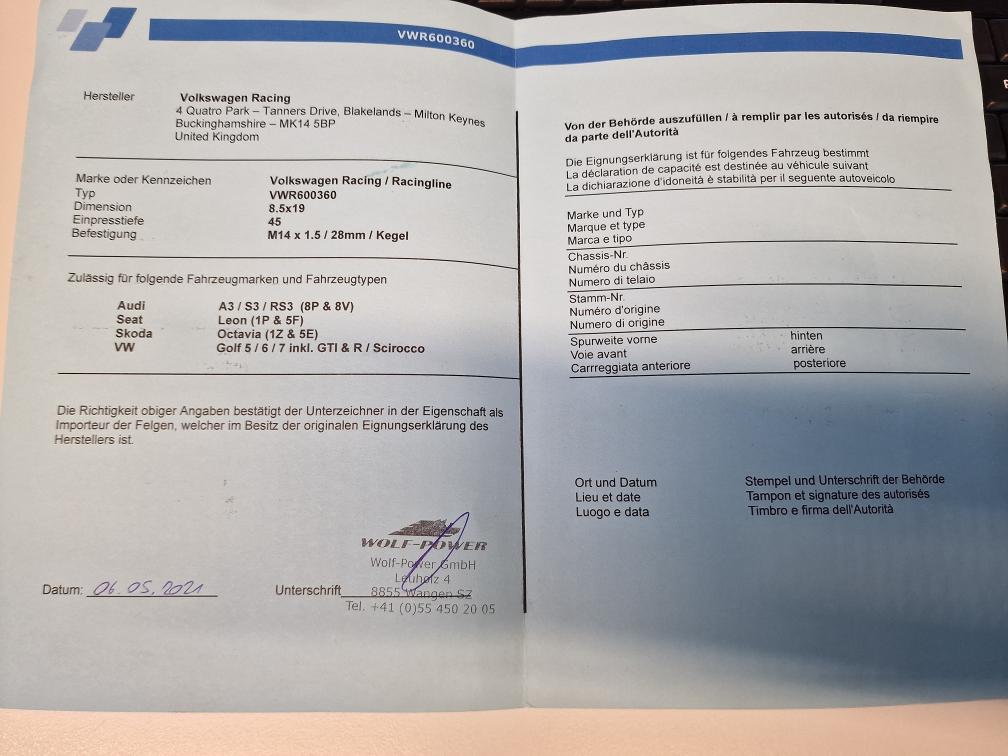 VWR600360
Hersteller Volkswagen Racing
4 Quatro Park – Tanners Drive, Blakelands – Milton Keynes
Buckinghamshire – MK14 5BP
United Kingdom
Marke oder Kennzeichen Volkswagen Racing / Racingline
Typ VWR600360
Dimension 8.5x19
Einpresstiefe 45
Befestigung M14 x 1.5 / 28mm / Kegel
Zulässig für folgende Fahrzeugmarken und Fahrzeugtypen
Audi A3 / S3 / RS3 (8P & 8V)
Seat Leon (1P & 5F)
Skoda Octavia (1Z & 5E)
VW Golf 5 / 6 / 7 inkl. GTI & R / Scirocco
Die Richtigkeit obiger Angaben bestätigt der Unterzeichner in der Eigenschaft als
Importeur der Felgen, welcher im Besitz der originalen Eignungserklärung des
Herstellers ist.
WOLF-POWER
Wolf-Power GmbH
Leuholz 4
Datum: 06.05.2021 Unterschrift 8855 Wangen SZ
Tel. +41 (0)55 450 20 05
Von der Behörde auszufüllen / à remplir par les autorisés / da riempire
da parte dell'Autorità
Die Eignungserklärung ist für folgendes Fahrzeug bestimmt
La déclaration de capacité est destinée au véhicule suivant
La dichiarazione d'idoneità è stabilità per il seguente autoveicolo
Marke und Typ
Marque et type
Marca e tipo
Chassis-Nr.
Numéro du châssis
Numero di telaio
Stamm-Nr.
Numéro d'origine
Numero di origine
Spurweite vorne hinten
Voie avant arrière
Carrreggiata anteriore posteriore
Ort und Datum Stempel und Unterschrift der Behörde
Lieu et date Tampon et signature des autorisés
Luogo e data Timbro e firma dell'Autorità